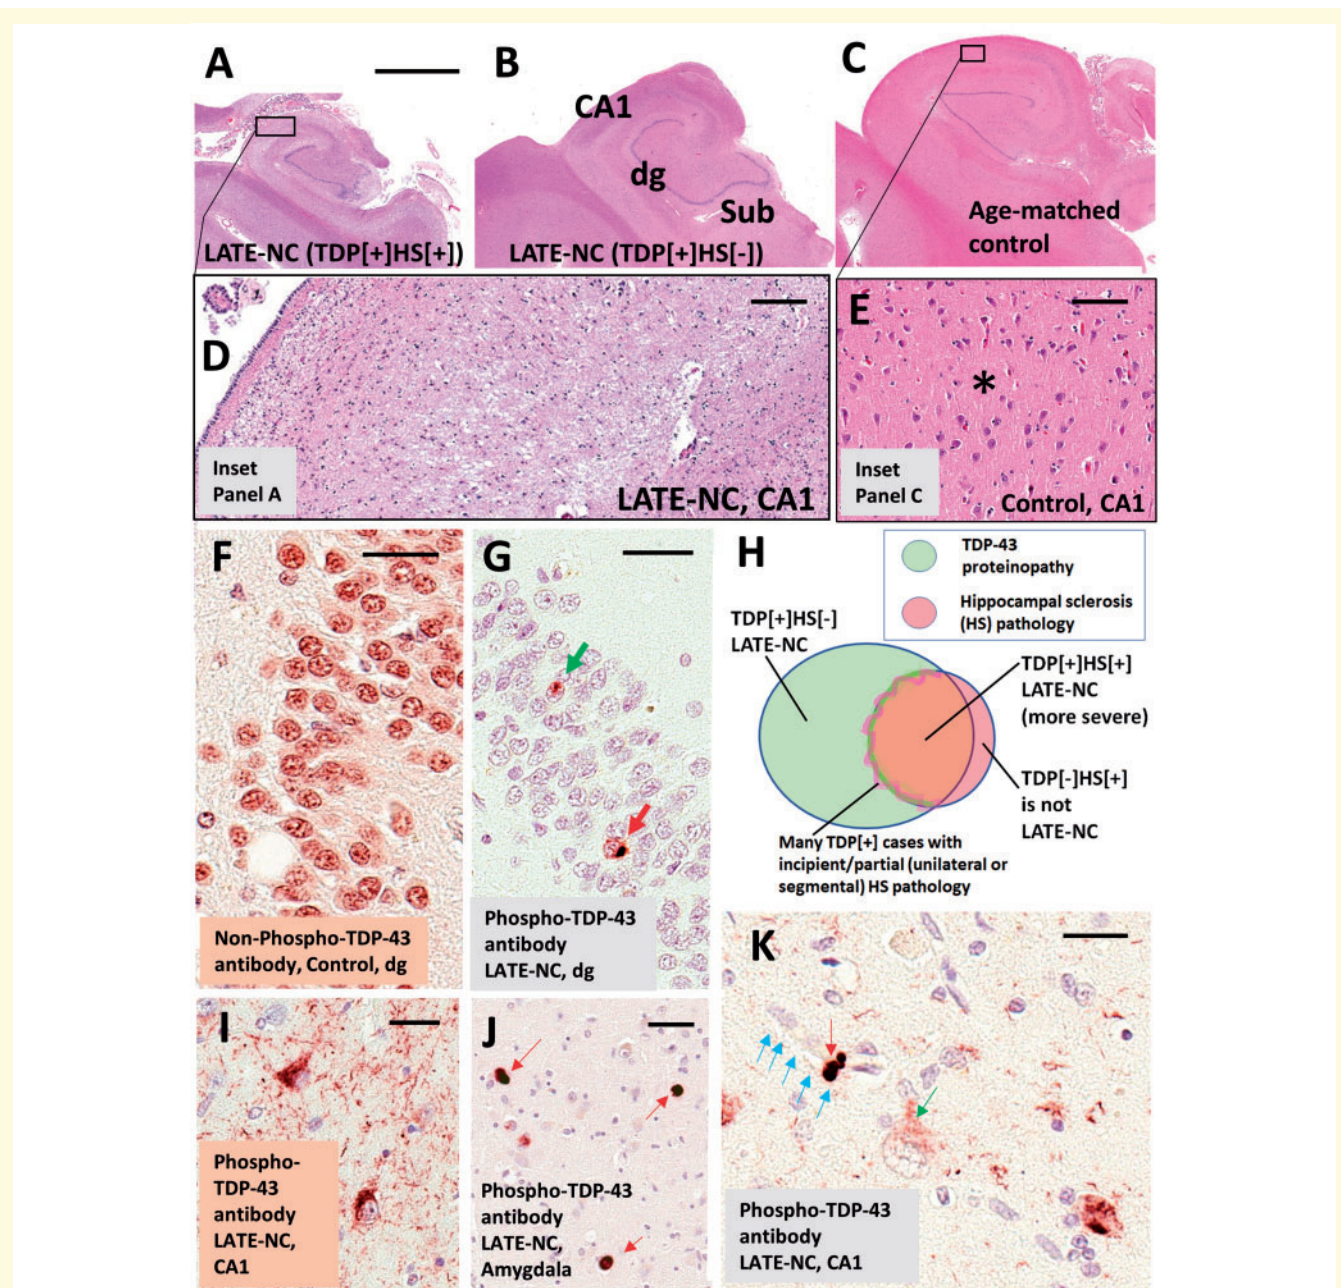 A
B
C
CA1
dg
Sub
LATE-NC (TDP[+]HS[+])
LATE-NC (TDP[+]HS[-])
Age-matched
control
D
Inset
Panel A
LATE-NC, CA1
E
*
Inset
Panel C
Control, CA1
F
Non-Phospho-TDP-43
antibody, Control, dg
G
Phospho-TDP-43
antibody
LATE-NC, dg
H
TDP-43
proteinopathy
Hippocampal sclerosis
(HS) pathology
TDP[+]HS[-]
LATE-NC
TDP[+]HS[+]
LATE-NC
(more severe)
TDP[-]HS[+]
is not
LATE-NC
Many TDP[+] cases with
incipient/partial (unilateral or
segmental) HS pathology
I
Phospho-
TDP-43
antibody
LATE-NC,
CA1
J
Phospho-TDP-43
antibody
LATE-NC,
Amygdala
K
Phospho-TDP-43
antibody
LATE-NC, CA1